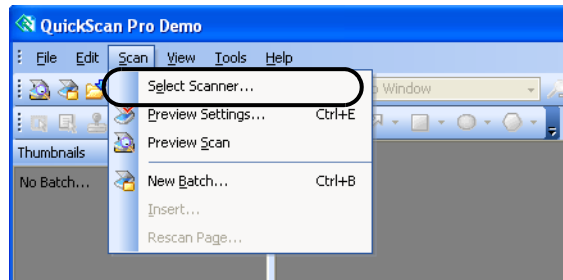 QuickScan Pro Demo
File Edit Scan View Tools Help
Select Scanner...
Window
Preview Settings... Ctrl+E
Preview Scan
Thumbnails
No Batch...
New Batch... Ctrl+B
Insert...
Rescan Page...